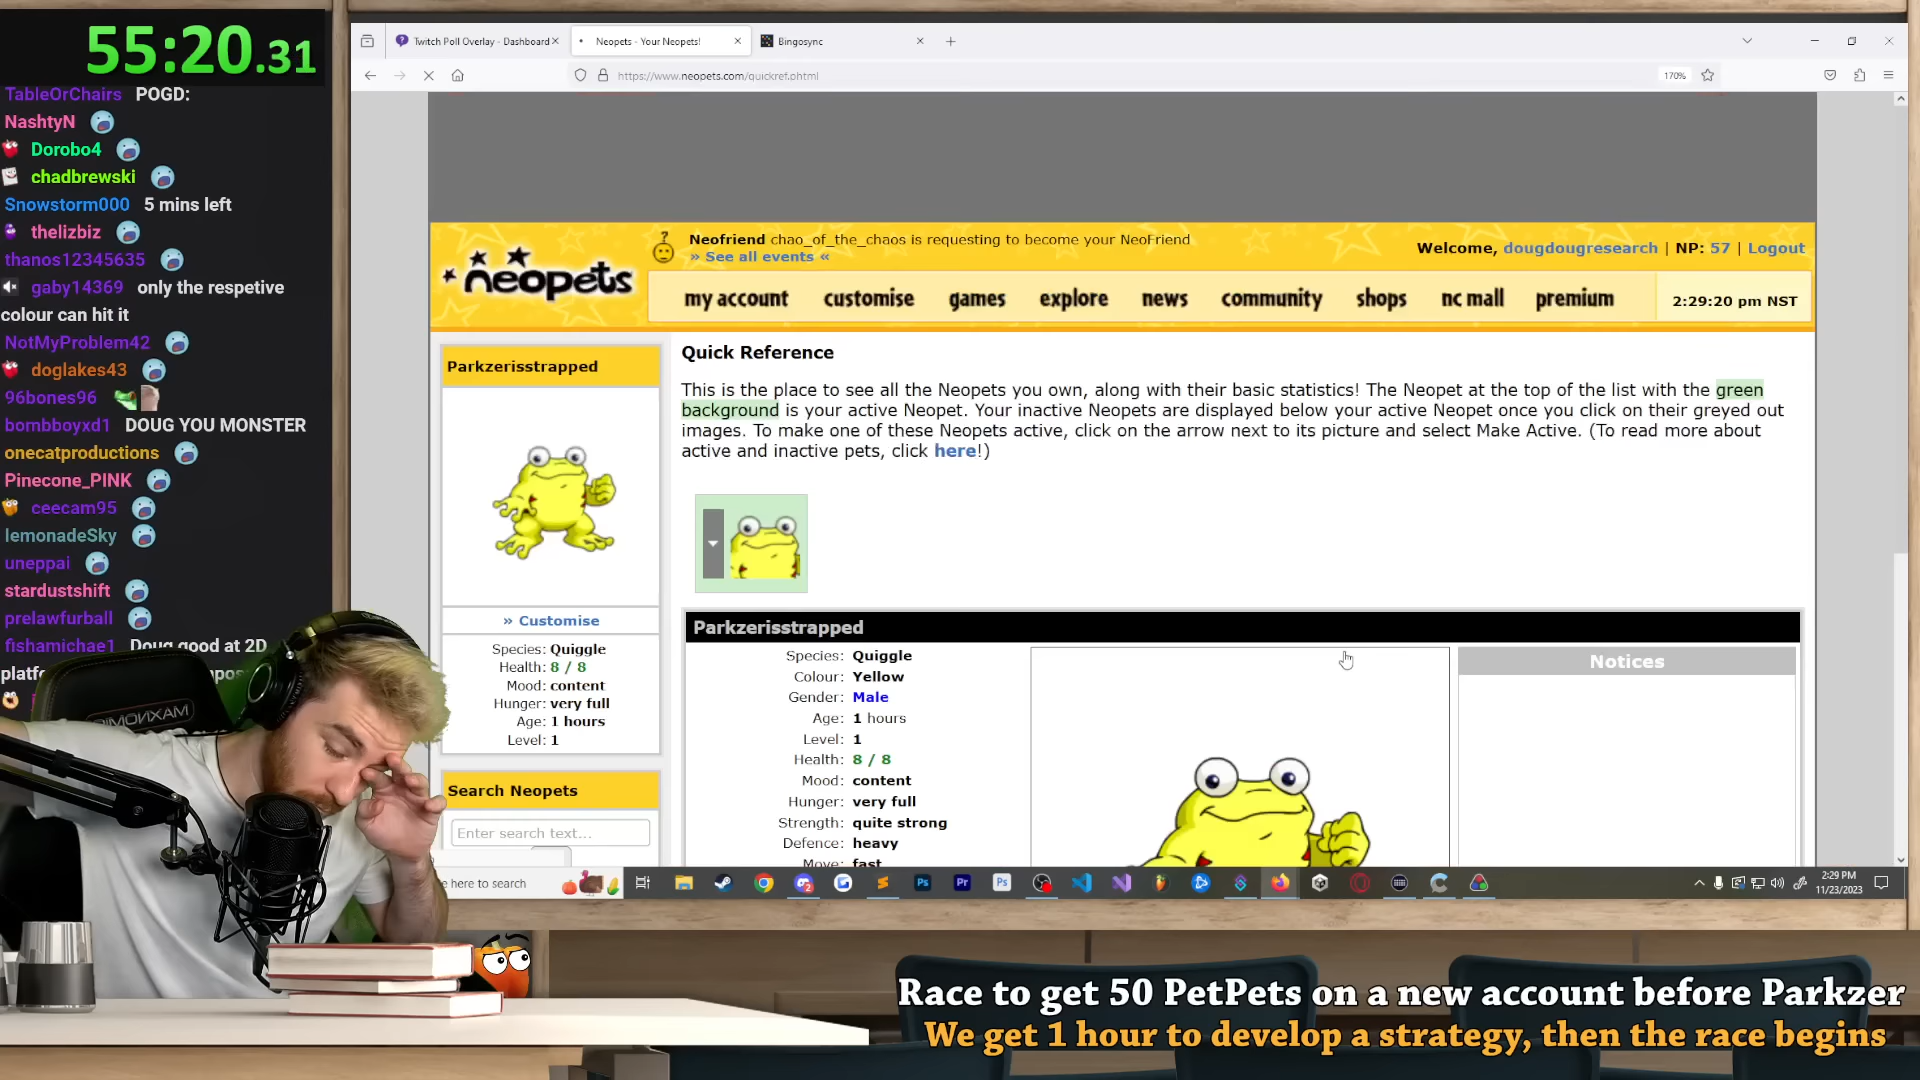 55:20.31
TableOrChairs POGD:
NashtyN
Dorobo4
chadbrewski
Snowstorm000 5 mins left
thelizbiz
thanos12345635
gaby14369 only the respetive
colour can hit it
NotMyProblem42
doglakes43
96bones96
bombboyxd1 DOUG YOU MONSTER
onecatproductions
Pinecone_PINK
ceecam95
lemonadeSky
uneppai
stardustshift
prelawfurball
fishamichae1 Doug good at 2D
MAXNOMIC
Twitch Poll Overlay - Dashboard
Neopets - Your Neopets!
Bingosync
https://www.neopets.com/quickref.phtml
170%
neopets
Neofriend chao_of_the_chaos is requesting to become your NeoFriend
» See all events «
Welcome, dougdougresearch | NP: 57 | Logout
my account customise games explore news community shops nc mall premium
2:29:20 pm NST
Parkzerisstrapped
» Customise
Species: Quiggle
Health: 8 / 8
Mood: content
Hunger: very full
Age: 1 hours
Level: 1
Search Neopets
Enter search text...
Quick Reference
This is the place to see all the Neopets you own, along with their basic statistics! The Neopet at the top of the list with the green
background is your active Neopet. Your inactive Neopets are displayed below your active Neopet once you click on their greyed out
images. To make one of these Neopets active, click on the arrow next to its picture and select Make Active. (To read more about
active and inactive pets, click here!)
Parkzerisstrapped
Species: Quiggle
Colour: Yellow
Gender: Male
Age: 1 hours
Level: 1
Health: 8 / 8
Mood: content
Hunger: very full
Strength: quite strong
Defence: heavy
Move: fast
Notices
e here to search
Ps
Pr
Ps
2:29 PM
11/23/2023
Race to get 50 PetPets on a new account before Parkzer
We get 1 hour to develop a strategy, then the race begins